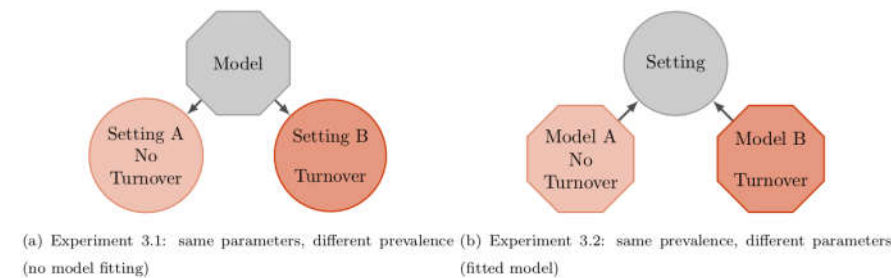 Model
Setting A
No
Turnover
Setting B
Turnover
(a) Experiment 3.1: same parameters, different prevalence
(no model fitting)
Setting
Model A
No
Turnover
Model B
Turnover
(b) Experiment 3.2: same prevalence, different parameters
(fitted model)